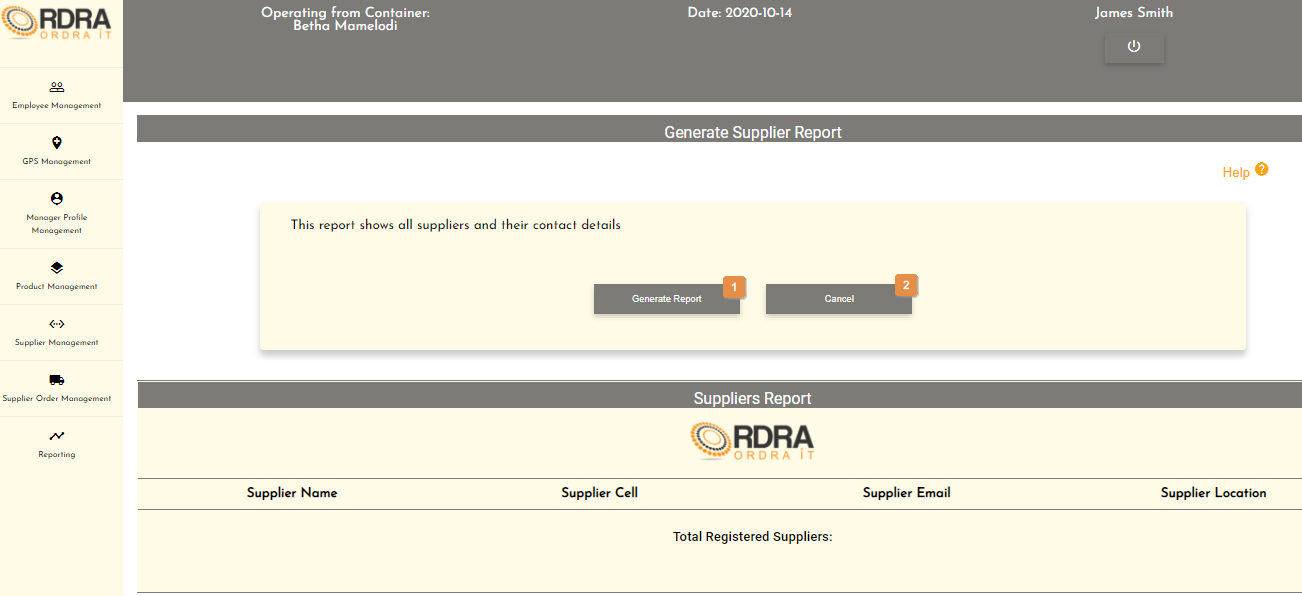 RDRA
ORDRA IT
Operating from Container:
Betha Mamelodi
Date: 2020-10-14
James Smith
Employee Management
GPS Management
Manager Profile
Management
Product Management
Supplier Management
Supplier Order Management
Reporting
Generate Supplier Report
Help ?
This report shows all suppliers and their contact details
Generate Report 1 Cancel 2
Suppliers Report
RDRA
ORDRA IT
Supplier Name Supplier Cell Supplier Email Supplier Location
Total Registered Suppliers: